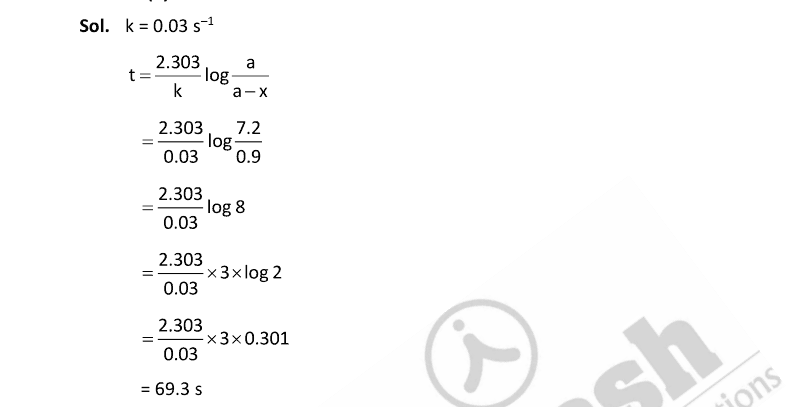 Sol. k = 0.03 s⁻¹
t = 2.303/k log a/(a – x)
= 2.303/0.03 log 7.2/0.9
= 2.303/0.03 log 8
= 2.303/0.03 × 3 × log 2
= 2.303/0.03 × 3 × 0.301
= 69.3 s